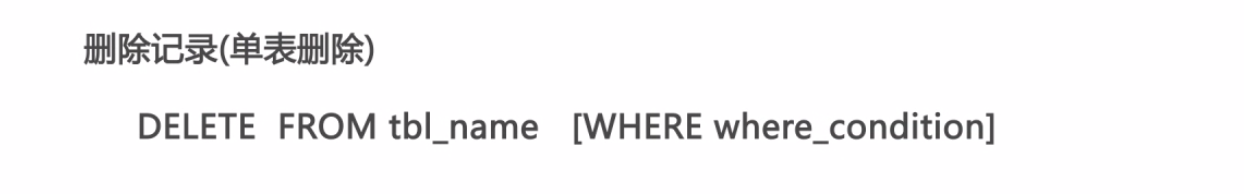 删除记录(单表删除)
DELETE FROM tbl_name [WHERE where_condition]